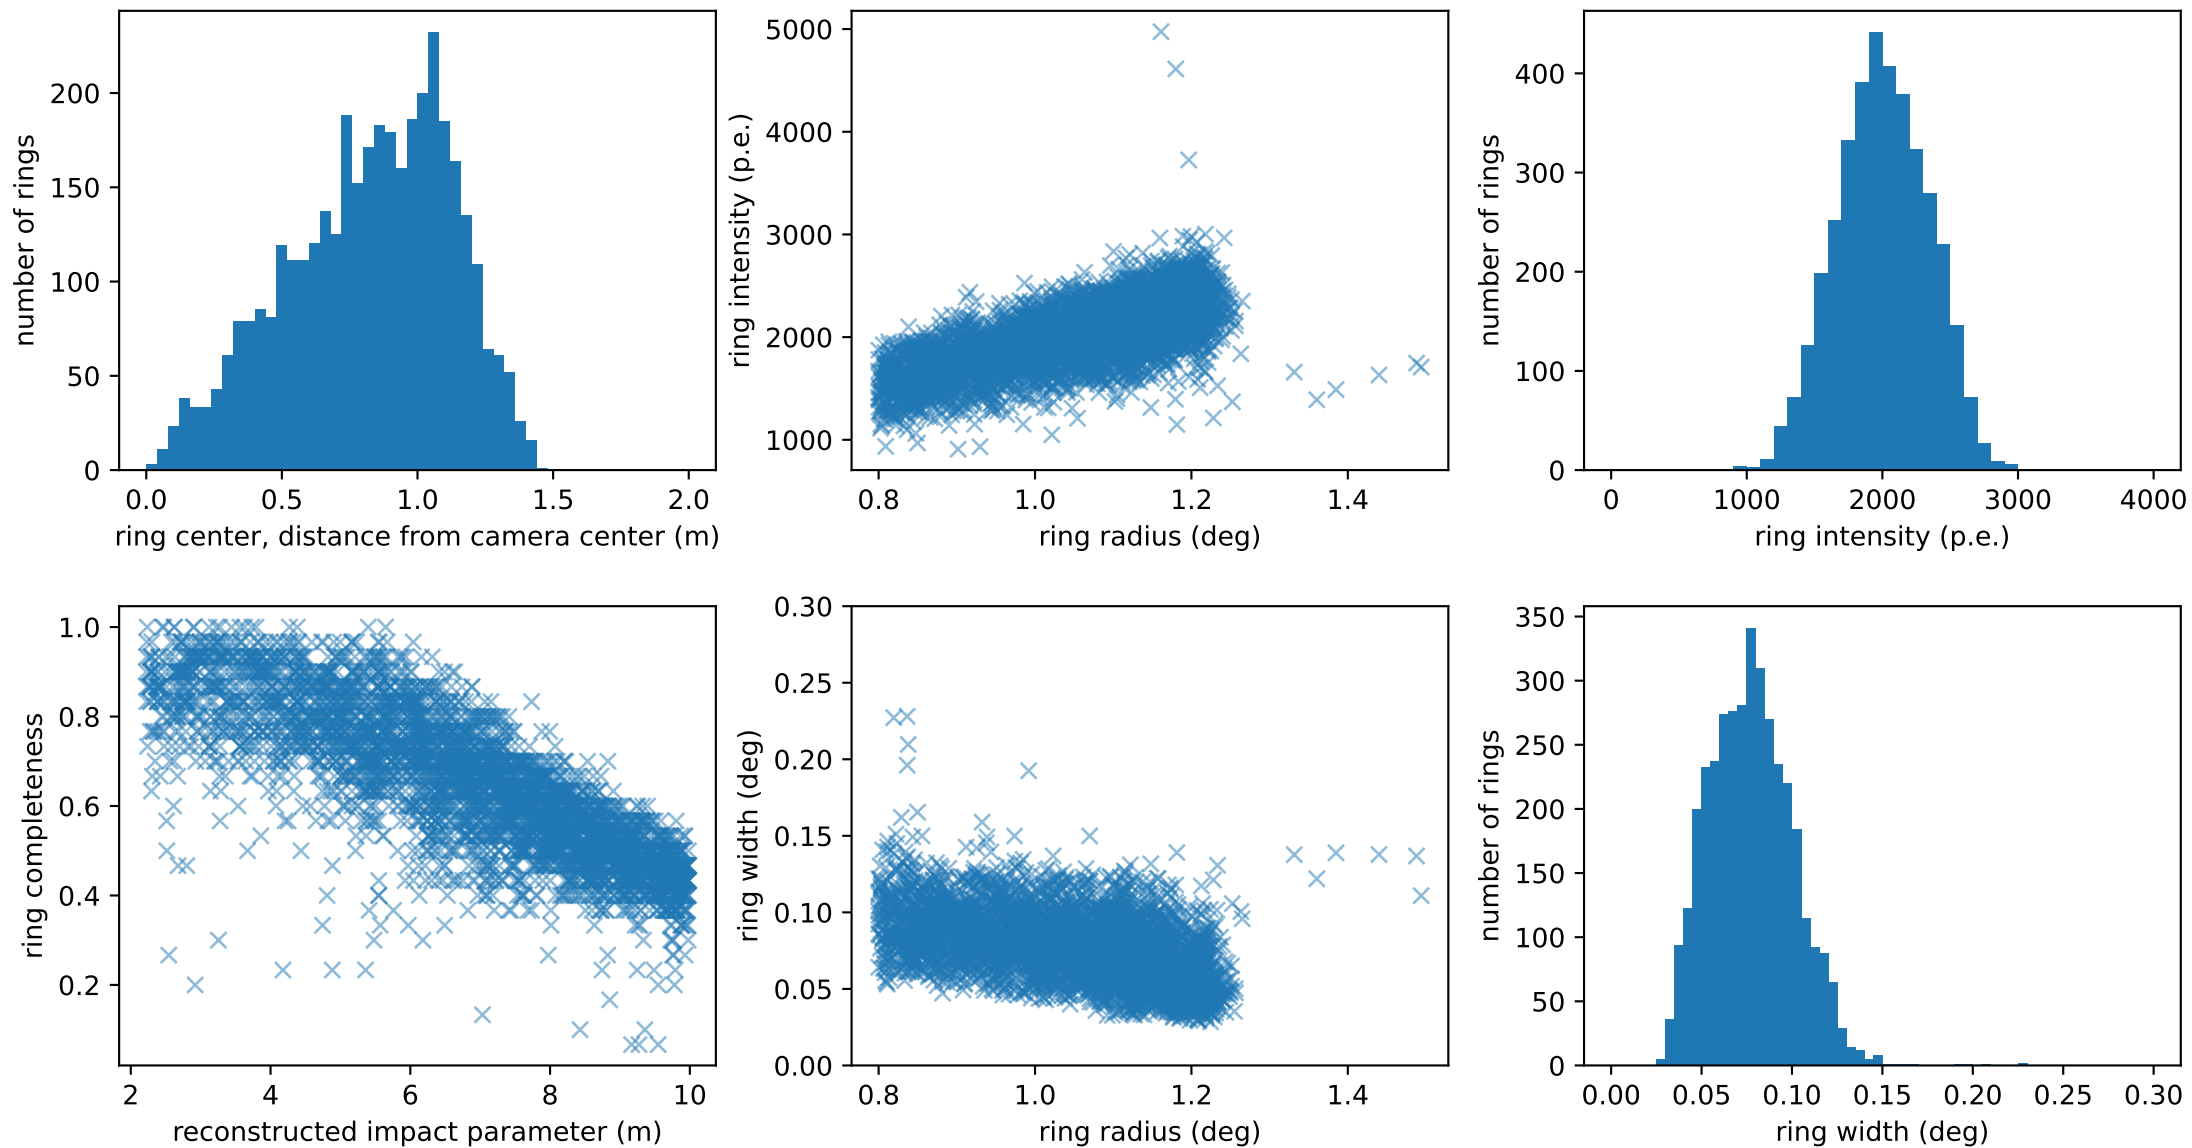 200
150
100
50
0
number of rings
0.0 0.5 1.0 1.5 2.0
ring center, distance from camera center (m)
5000
4000
3000
2000
1000
ring intensity (p.e.)
0.8 1.0 1.2 1.4
ring radius (deg)
400
300
200
100
0
number of rings
0 1000 2000 3000 4000
ring intensity (p.e.)
1.0
0.8
0.6
0.4
0.2
ring completeness
2 4 6 8 10
reconstructed impact parameter (m)
0.30
0.25
0.20
0.15
0.10
0.05
0.00
ring width (deg)
0.8 1.0 1.2 1.4
ring radius (deg)
350
300
250
200
150
100
50
0
number of rings
0.00 0.05 0.10 0.15 0.20 0.25 0.30
ring width (deg)